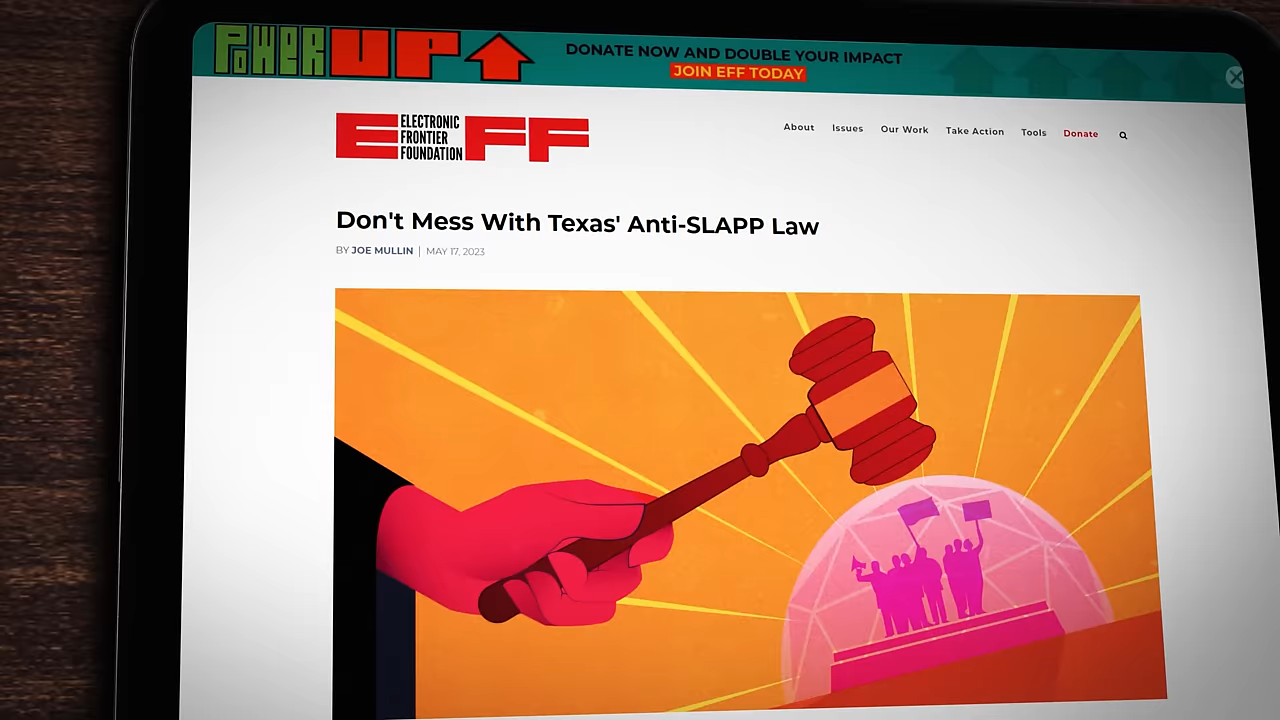 POWER UP
DONATE NOW AND DOUBLE YOUR IMPACT
JOIN EFF TODAY
EFF
ELECTRONIC
FRONTIER
FOUNDATION
About Issues Our Work Take Action Tools Donate
Don't Mess With Texas' Anti-SLAPP Law
BY JOE MULLIN | MAY 17, 2023